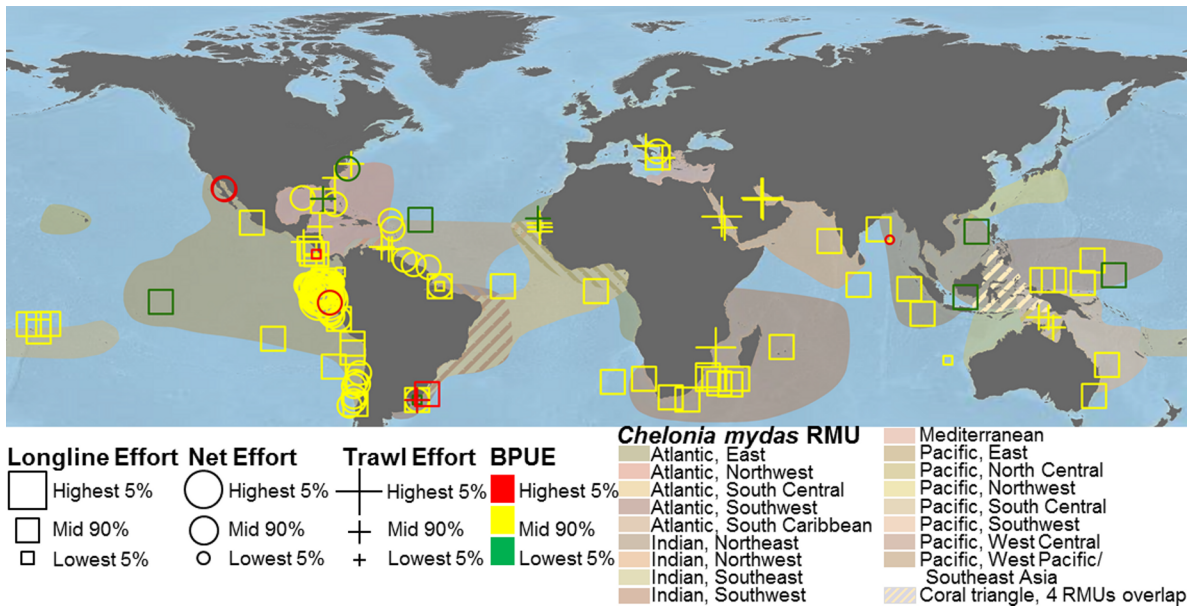 Longline Effort
Highest 5%
Mid 90%
Lowest 5%
Net Effort
Highest 5%
Mid 90%
Lowest 5%
Trawl Effort
Highest 5%
Mid 90%
Lowest 5%
BPUE
Highest 5%
Mid 90%
Lowest 5%
Chelonia mydas RMU
Atlantic, East
Atlantic, Northwest
Atlantic, South Central
Atlantic, Southwest
Atlantic, South Caribbean
Indian, Northeast
Indian, Northwest
Indian, Southeast
Indian, Southwest
Mediterranean
Pacific, East
Pacific, North Central
Pacific, Northwest
Pacific, South Central
Pacific, Southwest
Pacific, West Central
Pacific, West Pacific/
Southeast Asia
Coral triangle, 4 RMUs overlap